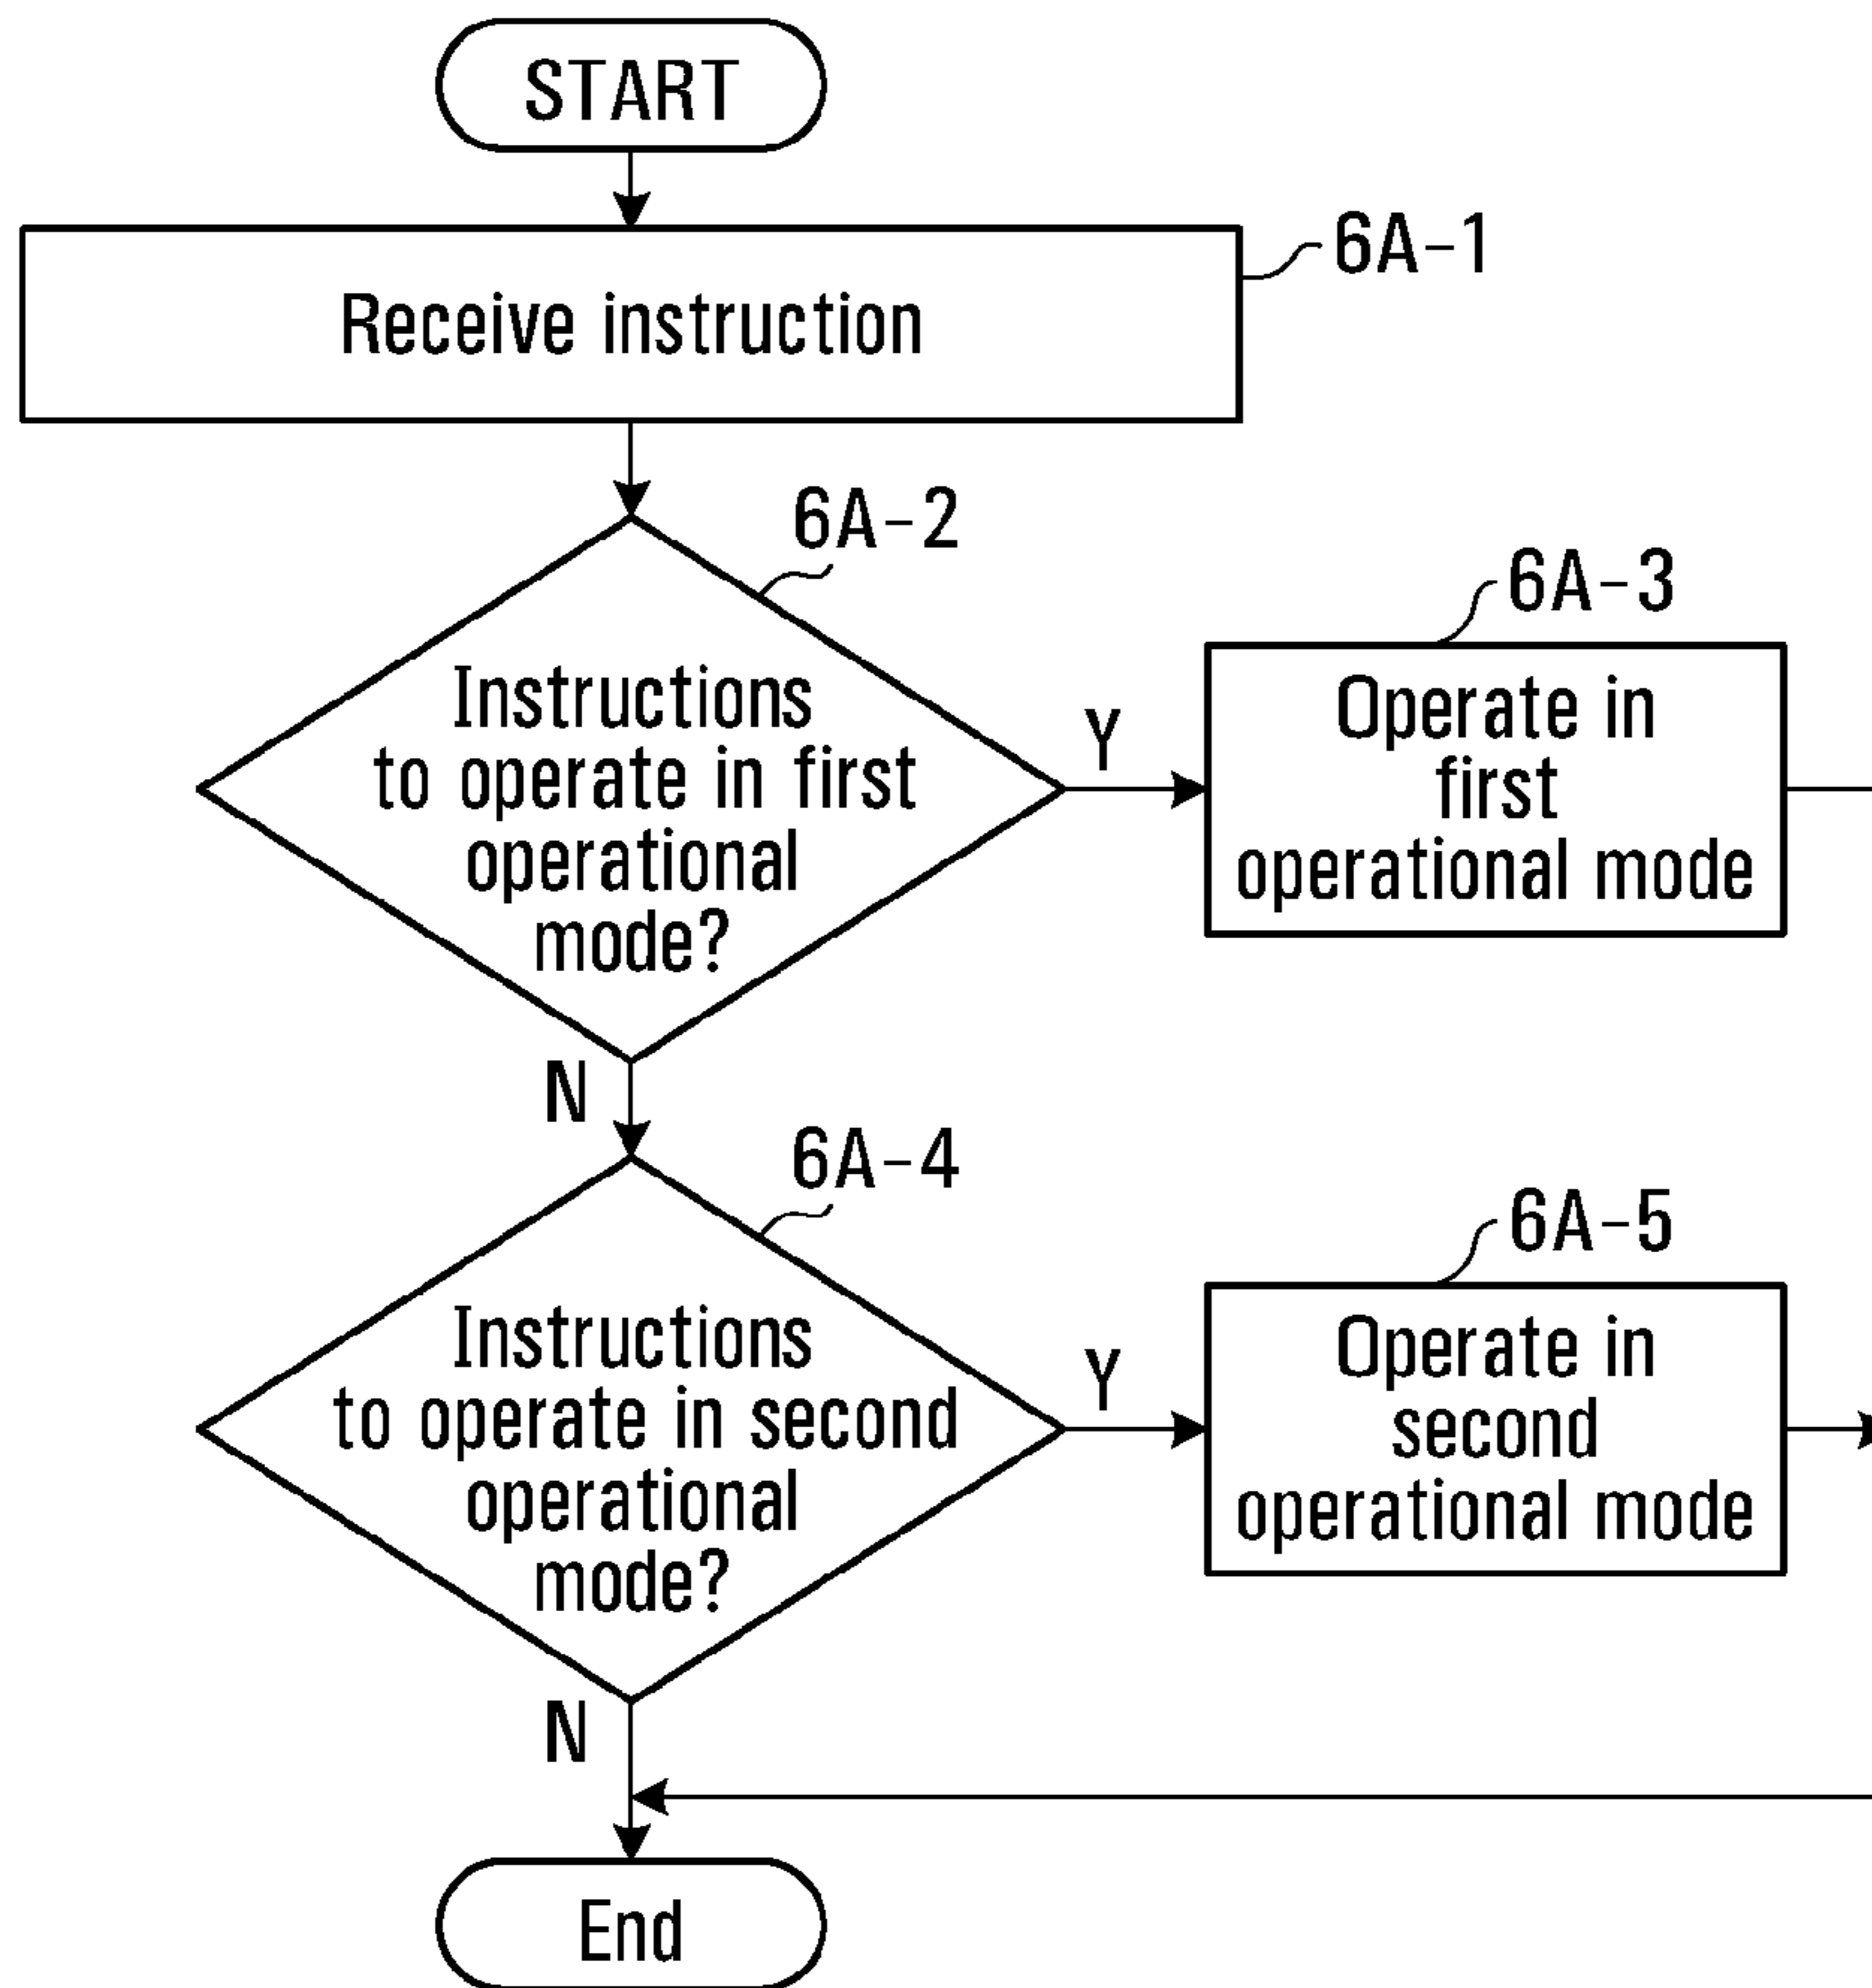 START
6A-1
Receive instruction
6A-2
Instructions
to operate in first
operational
mode?
Y
6A-3
Operate in
first
operational mode
N
6A-4
Instructions
to operate in second
operational
mode?
Y
6A-5
Operate in
second
operational mode
N
End